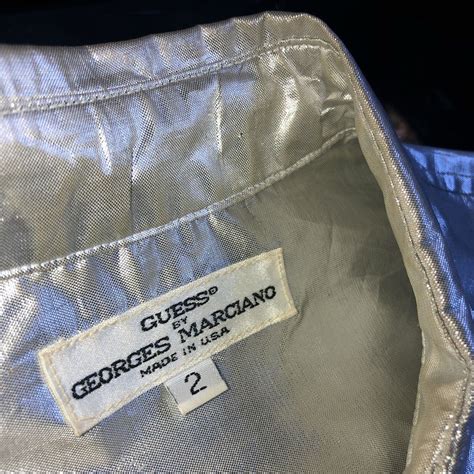 GUESS®
BY
GEORGES MARCIANO
MADE IN U.S.A.
2